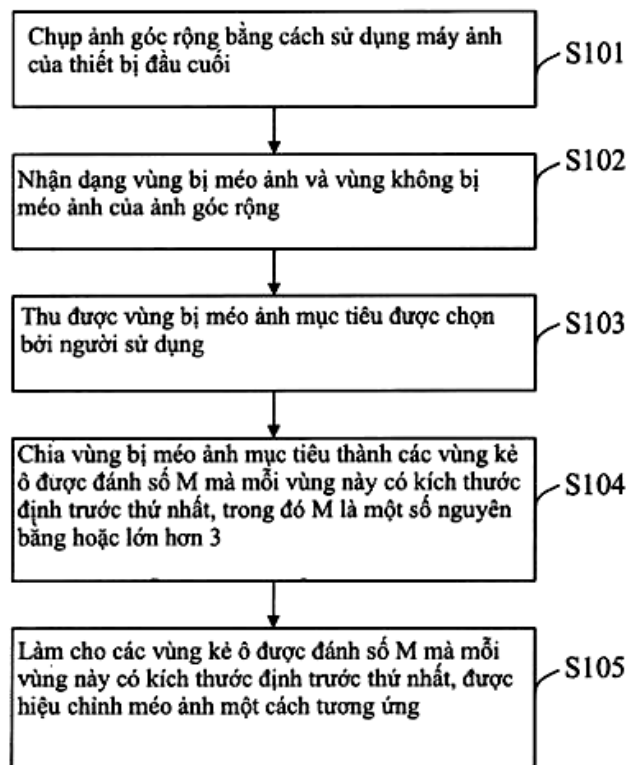 Chụp ảnh góc rộng bằng cách sử dụng máy ảnh
của thiết bị đầu cuối
S101
Nhận dạng vùng bị méo ảnh và vùng không bị
méo ảnh của ảnh góc rộng
S102
Thu được vùng bị méo ảnh mục tiêu được chọn
bởi người sử dụng
S103
Chia vùng bị méo ảnh mục tiêu thành các vùng kẻ
ô được đánh số M mà mỗi vùng này có kích thước
định trước thứ nhất, trong đó M là một số nguyên
bằng hoặc lớn hơn 3
S104
Làm cho các vùng kẻ ô được đánh số M mà mỗi
vùng này có kích thước định trước thứ nhất, được
hiệu chỉnh méo ảnh một cách tương ứng
S105